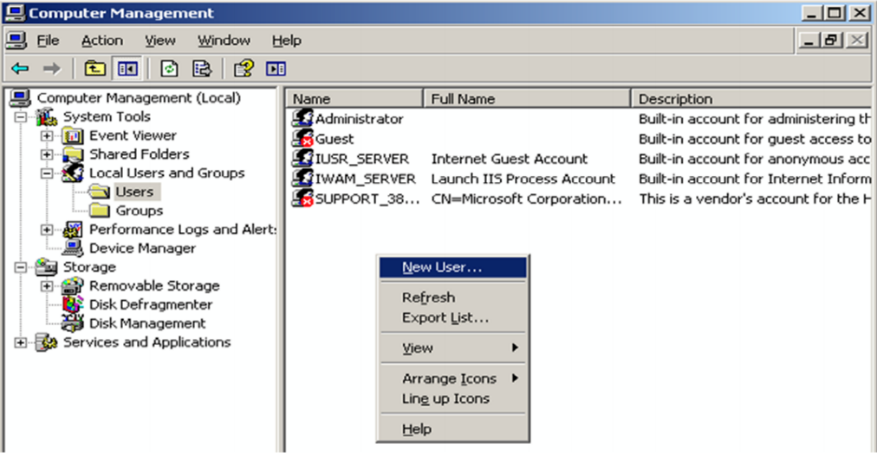 Computer Management
File Action View Window Help
Computer Management (Local)
System Tools
Event Viewer
Shared Folders
Local Users and Groups
Users
Groups
Performance Logs and Alert:
Device Manager
Storage
Removable Storage
Disk Defragmenter
Disk Management
Services and Applications
Name Full Name Description
Administrator Built-in account for administering th
Guest Built-in account for guest access to
IUSR_SERVER Internet Guest Account Built-in account for anonymous acc
IWAM_SERVER Launch IIS Process Account Built-in account for Internet Inform
SUPPORT_38... CN=Microsoft Corporation... This is a vendor's account for the H
New User...
Refresh
Export List...
View
Arrange Icons
Line up Icons
Help